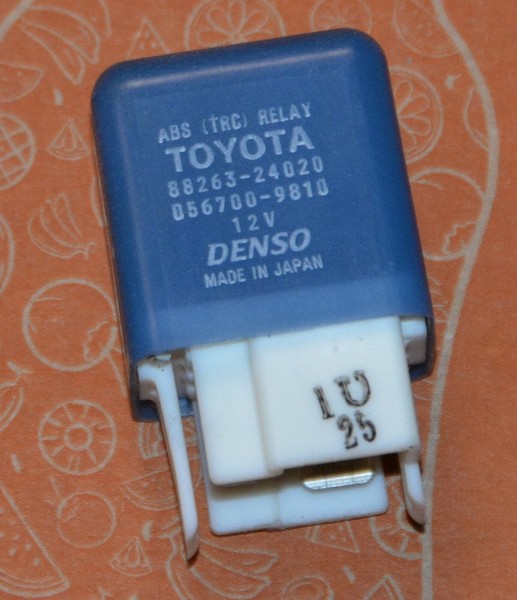 ABS (TRC) RELAY
TOYOTA
88263-24020
056700-9810
12V
DENSO
MADE IN JAPAN
1U
25